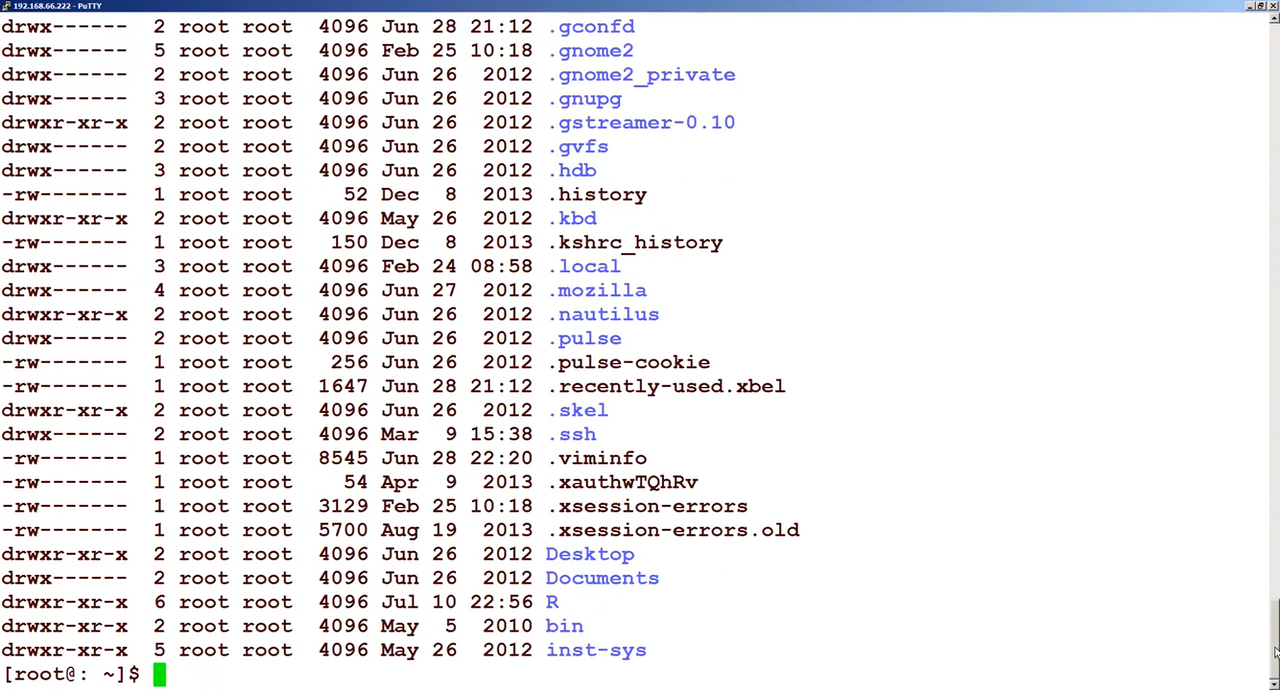 192.168.66.222 - PuTTY
drwx------ 2 root root 4096 Jun 28 21:12 .gconfd
drwx------ 5 root root 4096 Feb 25 10:18 .gnome2
drwx------ 2 root root 4096 Jun 26 2012 .gnome2_private
drwx------ 3 root root 4096 Jun 26 2012 .gnupg
drwxr-xr-x 2 root root 4096 Jun 26 2012 .gstreamer-0.10
drwx------ 2 root root 4096 Jun 26 2012 .gvfs
drwx------ 3 root root 4096 Jun 26 2012 .hdb
-rw------- 1 root root 52 Dec 8 2013 .history
drwxr-xr-x 2 root root 4096 May 26 2012 .kbd
-rw------- 1 root root 150 Dec 8 2013 .kshrc_history
drwx------ 3 root root 4096 Feb 24 08:58 .local
drwx------ 4 root root 4096 Jun 27 2012 .mozilla
drwxr-xr-x 2 root root 4096 Jun 26 2012 .nautilus
drwx------ 2 root root 4096 Jun 26 2012 .pulse
-rw------- 1 root root 256 Jun 26 2012 .pulse-cookie
-rw------- 1 root root 1647 Jun 28 21:12 .recently-used.xbel
drwxr-xr-x 2 root root 4096 Jun 26 2012 .skel
drwx------ 2 root root 4096 Mar 9 15:38 .ssh
-rw------- 1 root root 8545 Jun 28 22:20 .viminfo
-rw------- 1 root root 54 Apr 9 2013 .xauthwTQhRv
-rw------- 1 root root 3129 Feb 25 10:18 .xsession-errors
-rw------- 1 root root 5700 Aug 19 2013 .xsession-errors.old
drwxr-xr-x 2 root root 4096 Jun 26 2012 Desktop
drwx------ 2 root root 4096 Jun 26 2012 Documents
drwxr-xr-x 6 root root 4096 Jul 10 22:56 R
drwxr-xr-x 2 root root 4096 May 5 2010 bin
drwxr-xr-x 5 root root 4096 May 26 2012 inst-sys
[root@: ~]$